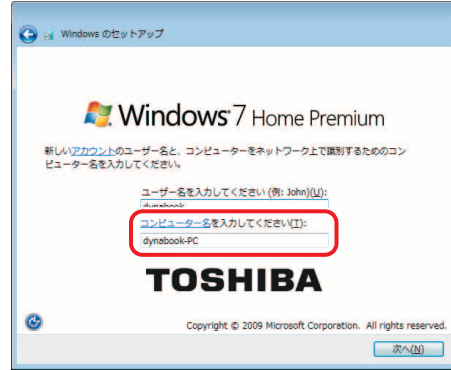 Windows のセットアップ
Windows 7 Home Premium
新しいアカウントのユーザー名と、コンピューターをネットワーク上で識別するためのコン
ピューター名を入力してください。
ユーザー名を入力してください (例: John)(U):
dynabook
コンピューター名を入力してください(T):
dynabook-PC
TOSHIBA
Copyright © 2009 Microsoft Corporation. All rights reserved.
次へ(N)